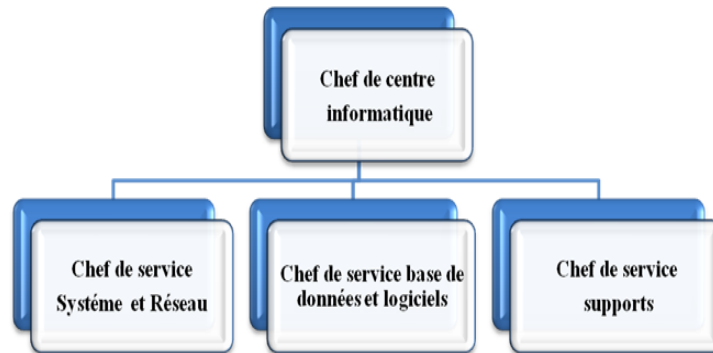 Chef de centre
informatique
Chef de service
Systéme et Réseau
Chef de service base de
données et logiciels
Chef de service
supports